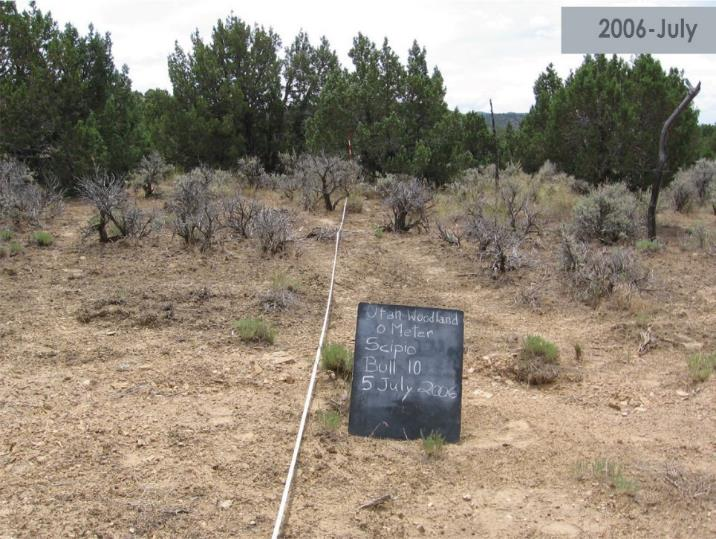 2006-July
Utah Woodland
0 Meter
Scipio
Bull 10
5 July 2006